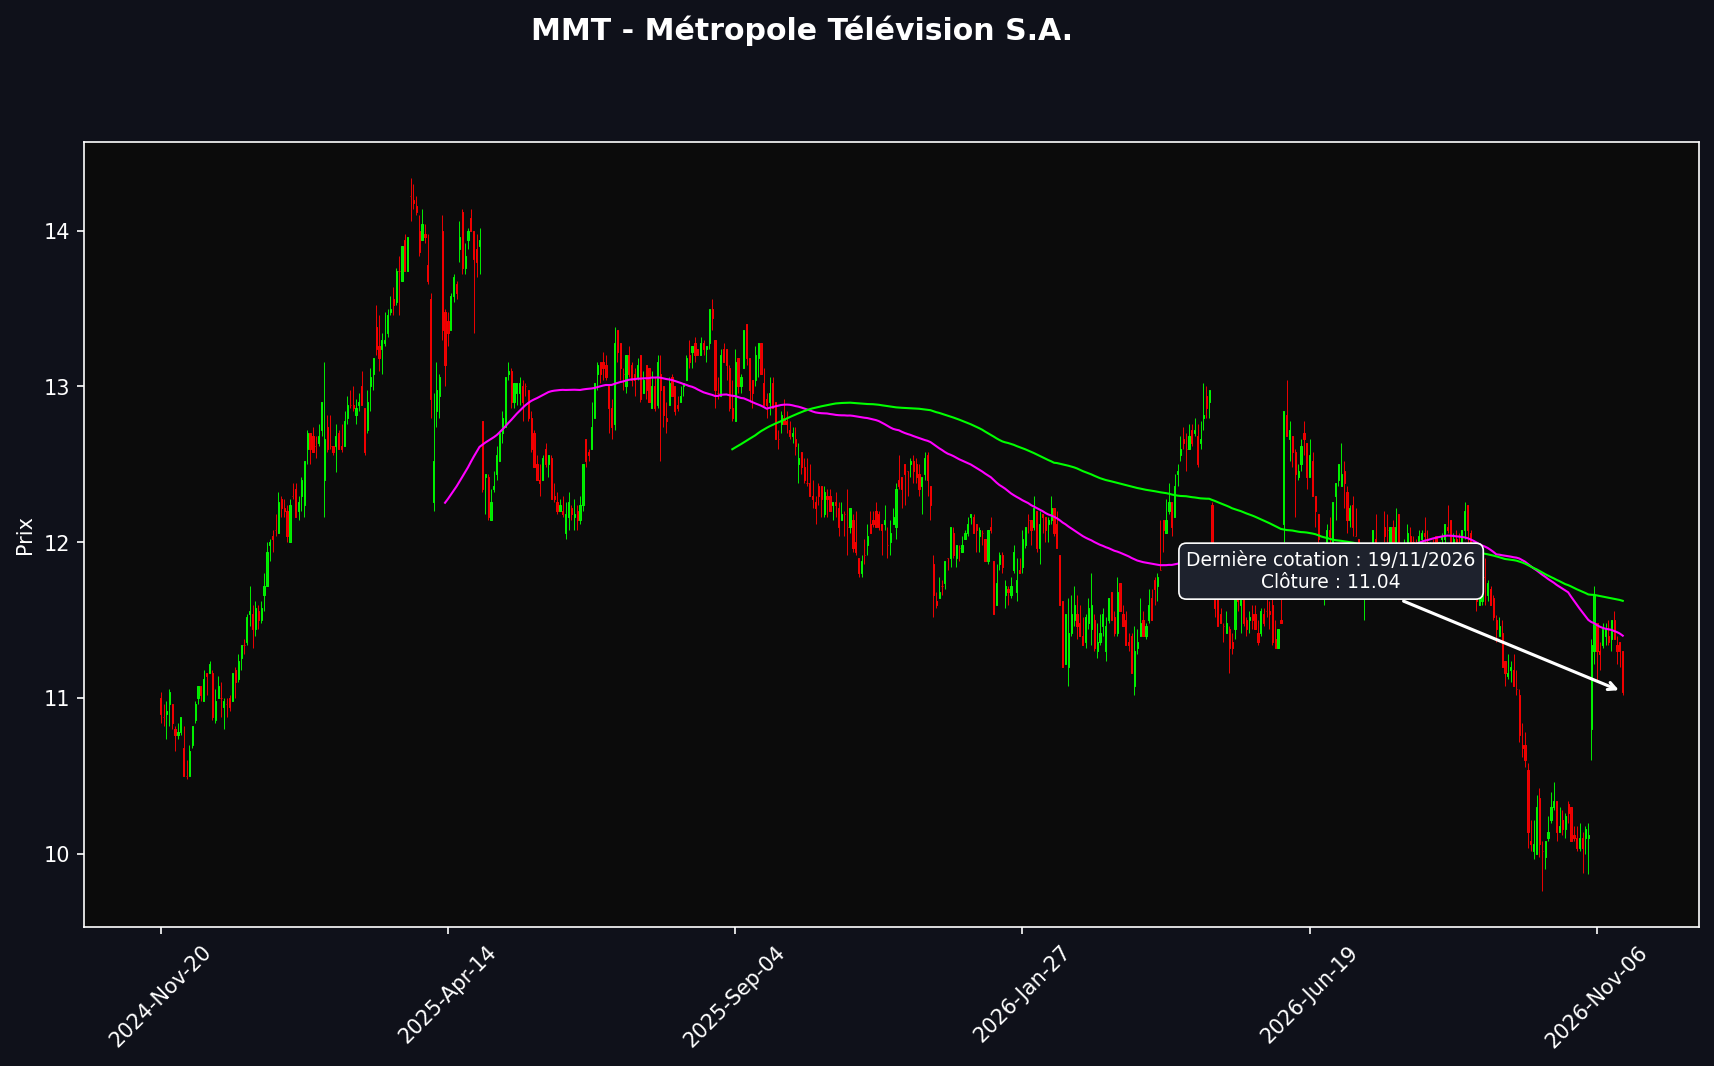 MMT - Métropole Télévision S.A.
Prix
14
13
12
11
10
Dernière cotation : 19/11/2026
Clôture : 11.04
2024-Nov-20
2025-Apr-14
2025-Sep-04
2026-Jan-27
2026-Jun-19
2026-Nov-06